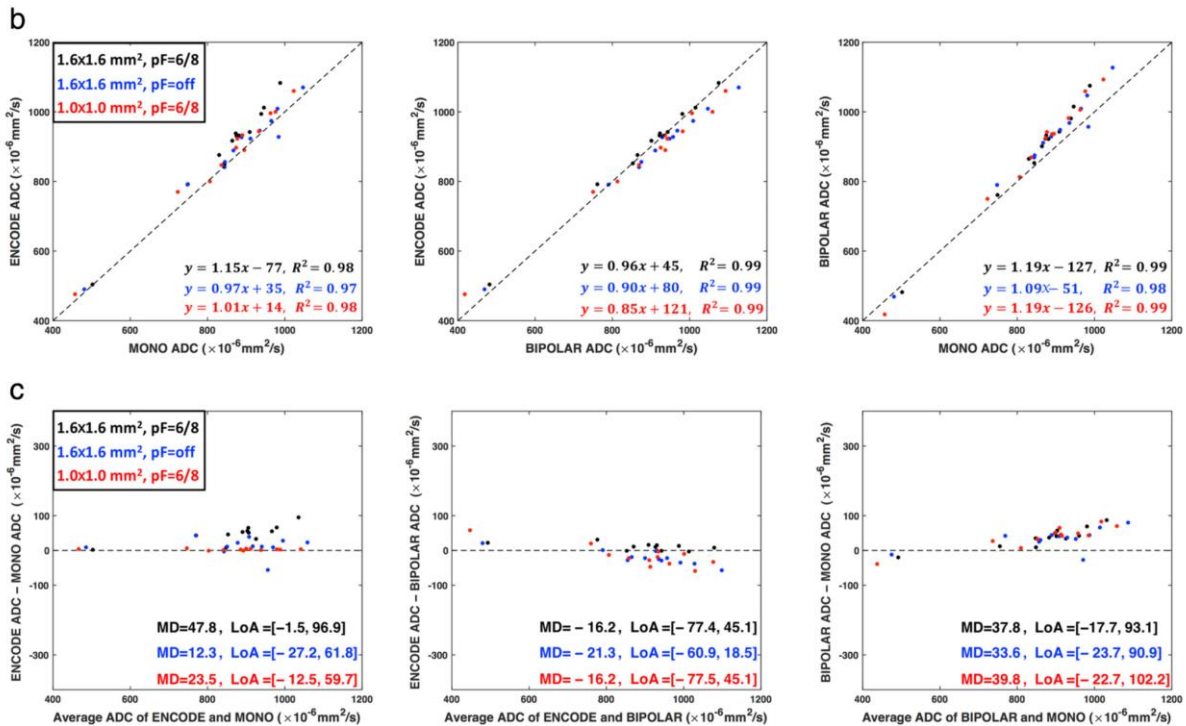 b
1.6x1.6 mm², pF=6/8
1.6x1.6 mm², pF=off
1.0x1.0 mm², pF=6/8
ENCODE ADC (×10⁻⁶mm²/s)
1200
1000
800
600
400
y = 1.15x − 77, R² = 0.98
y = 0.97x + 35, R² = 0.97
y = 1.01x + 14, R² = 0.98
400 600 800 1000 1200
MONO ADC (×10⁻⁶mm²/s)
ENCODE ADC (×10⁻⁶mm²/s)
1200
1000
800
600
400
y = 0.96x + 45, R² = 0.99
y = 0.90x + 80, R² = 0.99
y = 0.85x + 121, R² = 0.99
400 600 800 1000 1200
BIPOLAR ADC (×10⁻⁶mm²/s)
BIPOLAR ADC (×10⁻⁶mm²/s)
1200
1000
800
600
400
y = 1.19x − 127, R² = 0.99
y = 1.09x − 51, R² = 0.98
y = 1.19x − 126, R² = 0.99
400 600 800 1000 1200
MONO ADC (×10⁻⁶mm²/s)
c
1.6x1.6 mm², pF=6/8
1.6x1.6 mm², pF=off
1.0x1.0 mm², pF=6/8
ENCODE ADC − MONO ADC (×10⁻⁶mm²/s)
300
100
0
-100
-300
MD=47.8, LoA=[−1.5, 96.9]
MD=12.3, LoA=[− 27.2, 61.8]
MD=23.5, LoA=[− 12.5, 59.7]
400 600 800 1000 1200
Average ADC of ENCODE and MONO (×10⁻⁶mm²/s)
ENCODE ADC − BIPOLAR ADC (×10⁻⁶mm²/s)
300
100
0
-100
-300
MD= − 16.2, LoA=[− 77.4, 45.1]
MD= − 21.3, LoA=[− 60.9, 18.5]
MD= − 16.2, LoA=[− 77.5, 45.1]
400 600 800 1000 1200
Average ADC of ENCODE and BIPOLAR (×10⁻⁶mm²/s)
BIPOLAR ADC − MONO ADC (×10⁻⁶mm²/s)
300
100
0
-100
-300
MD=37.8, LoA=[−17.7, 93.1]
MD=33.6, LoA=[− 23.7, 90.9]
MD=39.8, LoA=[− 22.7, 102.2]
400 600 800 1000 1200
Average ADC of BIPOLAR and MONO (×10⁻⁶mm²/s)